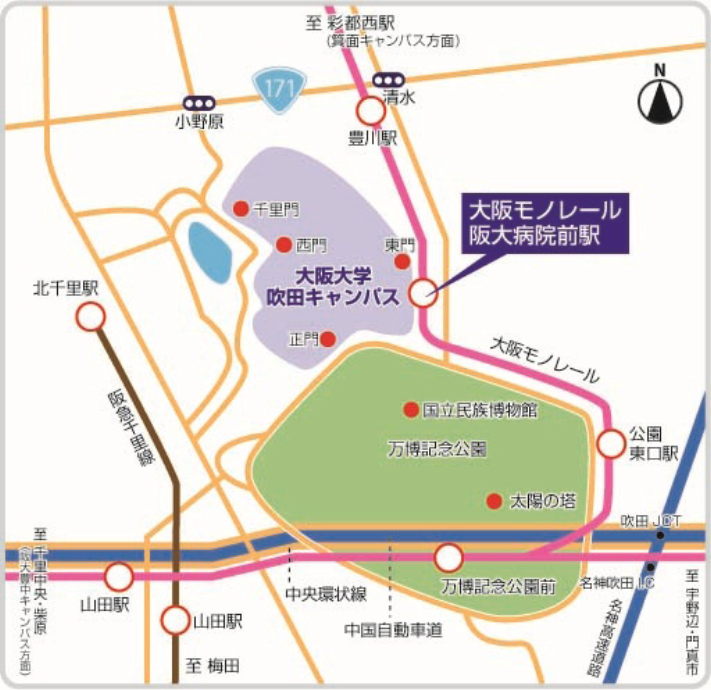 至 彩都西駅
(箕面キャンパス方面)
171
清水
小野原
豊川駅
N
千里門
西門
東門
大阪モノレール
阪大病院前駅
大阪大学
吹田キャンパス
北千里駅
正門
大阪モノレール
阪急千里線
国立民族博物館
万博記念公園
公園
東口駅
太陽の塔
吹田 JCT
至 千里中央・柴原
(阪大豊中キャンパス方面)
万博記念公園前
名神吹田 I.C
山田駅
中央環状線
山田駅
中国自動車道
名神高速道路
至 宇野辺・門真市
至 梅田